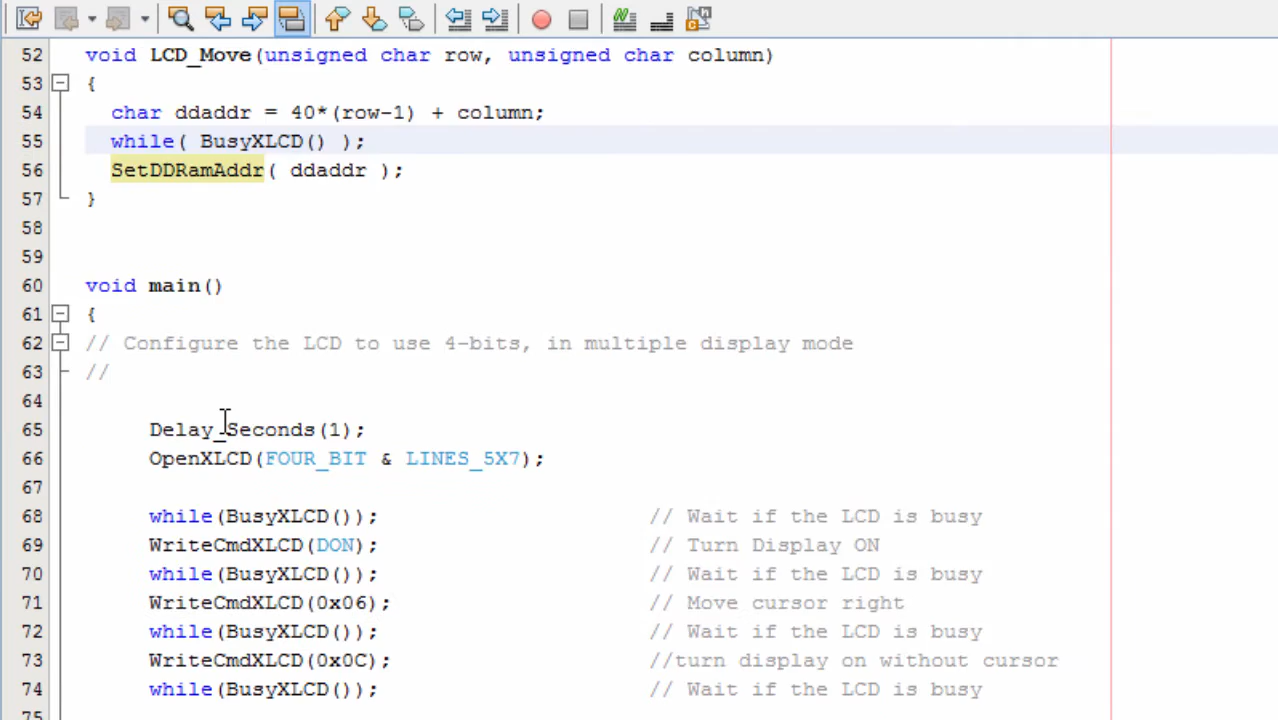 52 void LCD_Move(unsigned char row, unsigned char column)
53 {
54 char ddaddr = 40*(row-1) + column;
55 while( BusyXLCD() );
56 SetDDRamAddr( ddaddr );
57 }
58
59
60 void main()
61 {
62 // Configure the LCD to use 4-bits, in multiple display mode
63 //
64
65 Delay_Seconds(1);
66 OpenXLCD(FOUR_BIT & LINES_5X7);
67
68 while(BusyXLCD()); // Wait if the LCD is busy
69 WriteCmdXLCD(DON); // Turn Display ON
70 while(BusyXLCD()); // Wait if the LCD is busy
71 WriteCmdXLCD(0x06); // Move cursor right
72 while(BusyXLCD()); // Wait if the LCD is busy
73 WriteCmdXLCD(0x0C); //turn display on without cursor
74 while(BusyXLCD()); // Wait if the LCD is busy
75